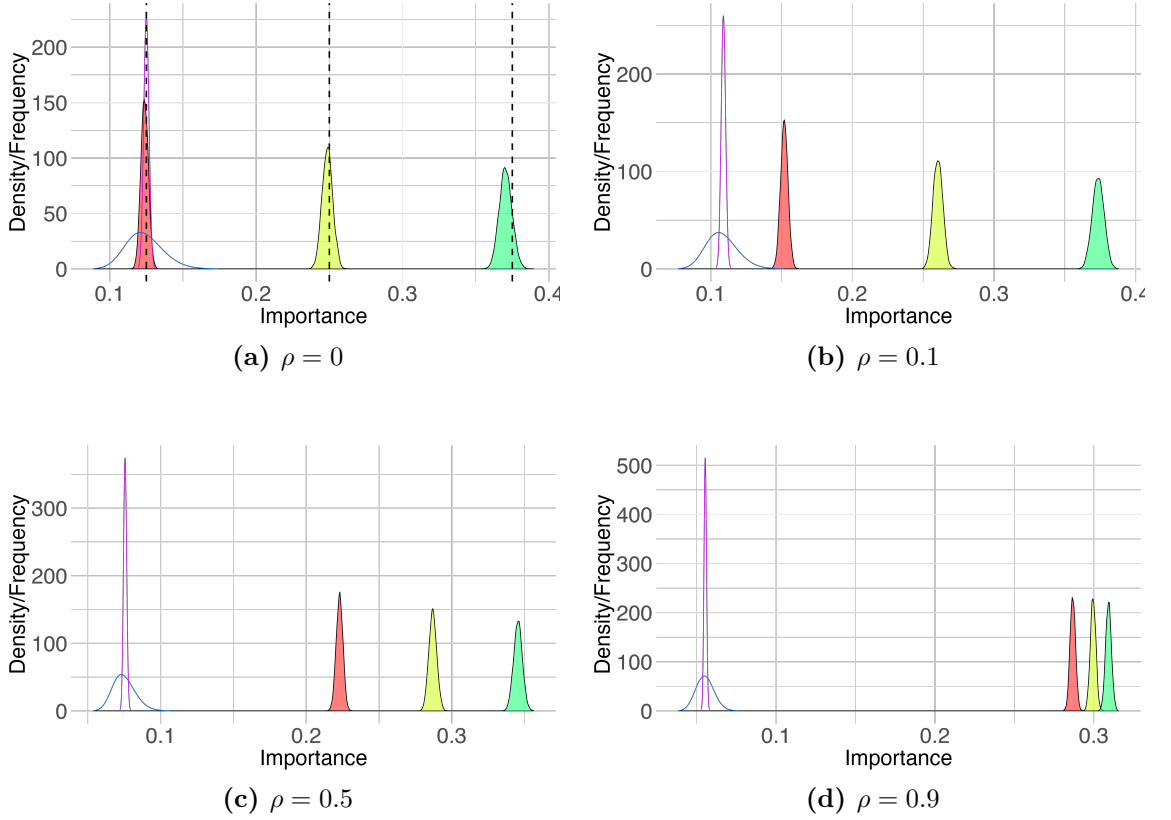 Density/Frequency
200
150
100
50
0
0.1
0.2
0.3
0.4
Importance
(a) ρ = 0
Density/Frequency
200
100
0
0.1
0.2
0.3
0.4
Importance
(b) ρ = 0.1
Density/Frequency
300
200
100
0
0.1
0.2
0.3
Importance
(c) ρ = 0.5
Density/Frequency
500
400
300
200
100
0
0.1
0.2
0.3
Importance
(d) ρ = 0.9